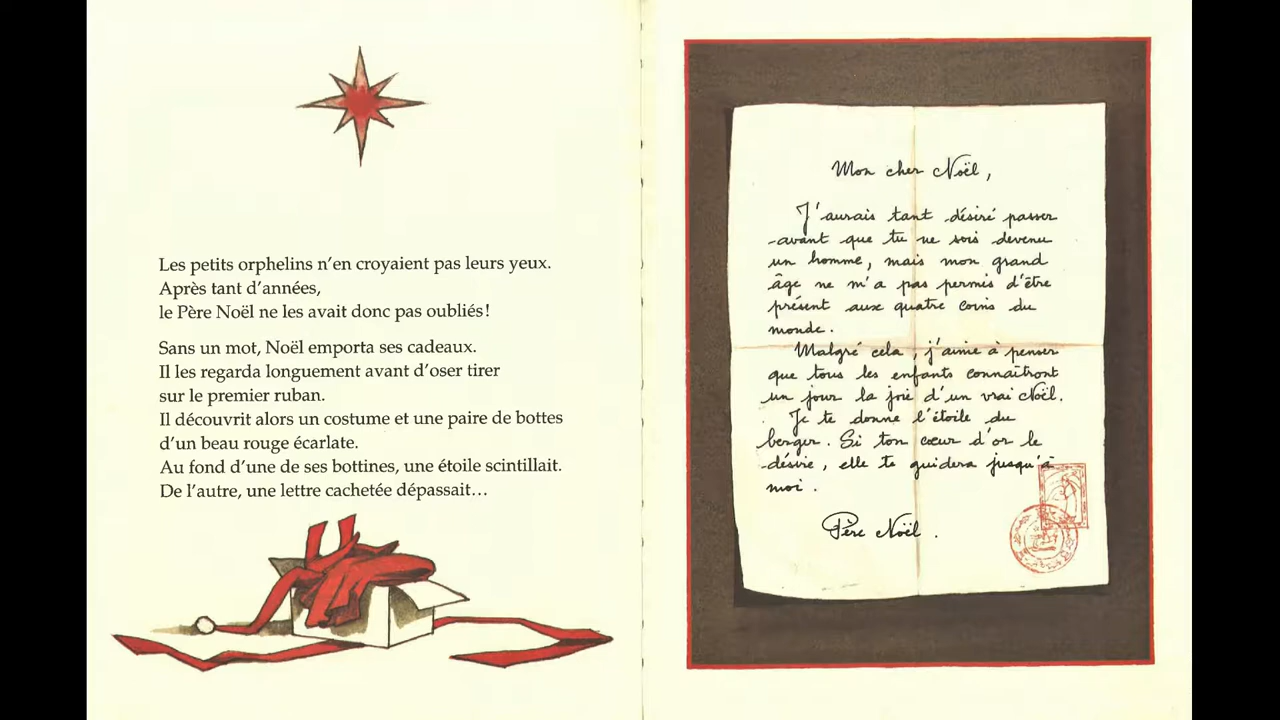 Les petits orphelins n'en croyaient pas leurs yeux.
Après tant d'années,
le Père Noël ne les avait donc pas oubliés!
Sans un mot, Noël emporta ses cadeaux.
Il les regarda longuement avant d'oser tirer
sur le premier ruban.
Il découvrit alors un costume et une paire de bottes
d'un beau rouge écarlate.
Au fond d'une de ses bottines, une étoile scintillait.
De l'autre, une lettre cachetée dépassait…
Mon cher Noël,
J'aurais tant désiré passer
avant que tu ne sois devenu
un homme, mais mon grand
âge ne m'a pas permis d'être
présent aux quatre coins du
monde.
Malgré cela, j'aime à penser
que tous les enfants connaîtront
un jour la joie d'un vrai Noël.
Je te donne l'étoile du
berger. Si ton cœur d'or le
désire, elle te guidera jusqu'à
moi.
Père Noël.